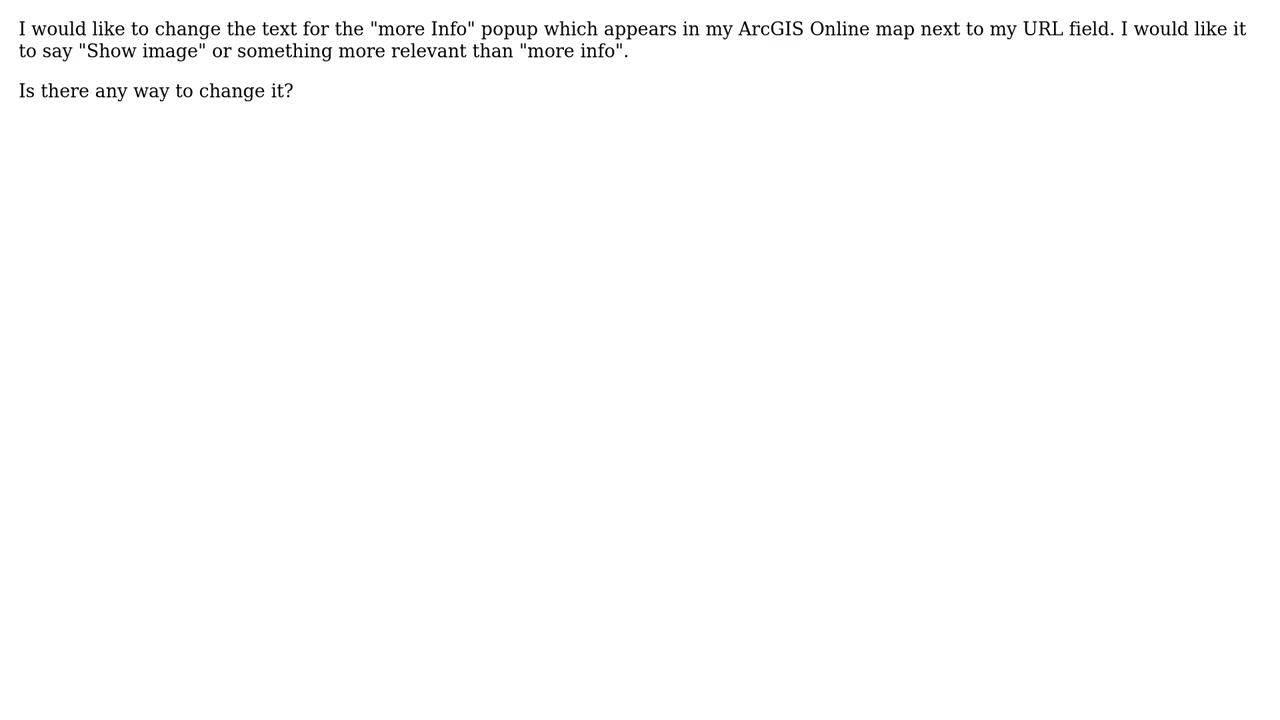 I would like to change the text for the "more Info" popup which appears in my ArcGIS Online map next to my URL field. I would like it
to say "Show image" or something more relevant than "more info".
Is there any way to change it?